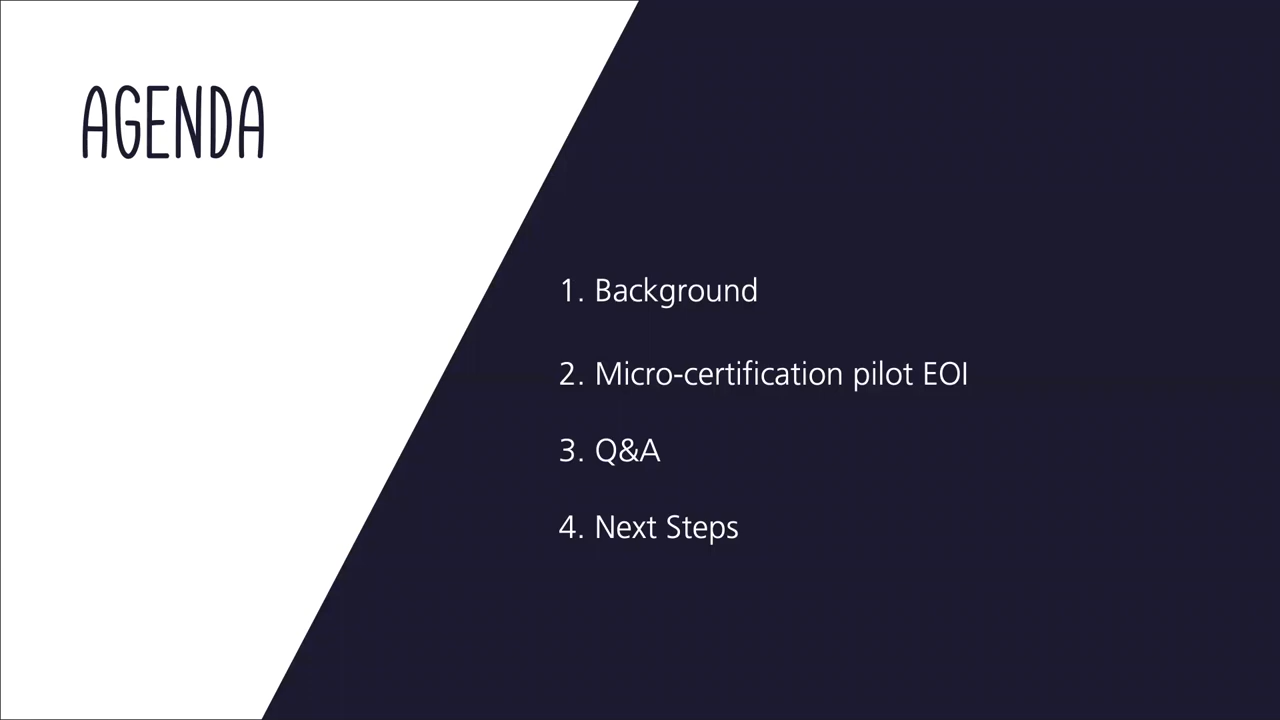 AGENDA
1. Background
2. Micro-certification pilot EOI
3. Q&A
4. Next Steps